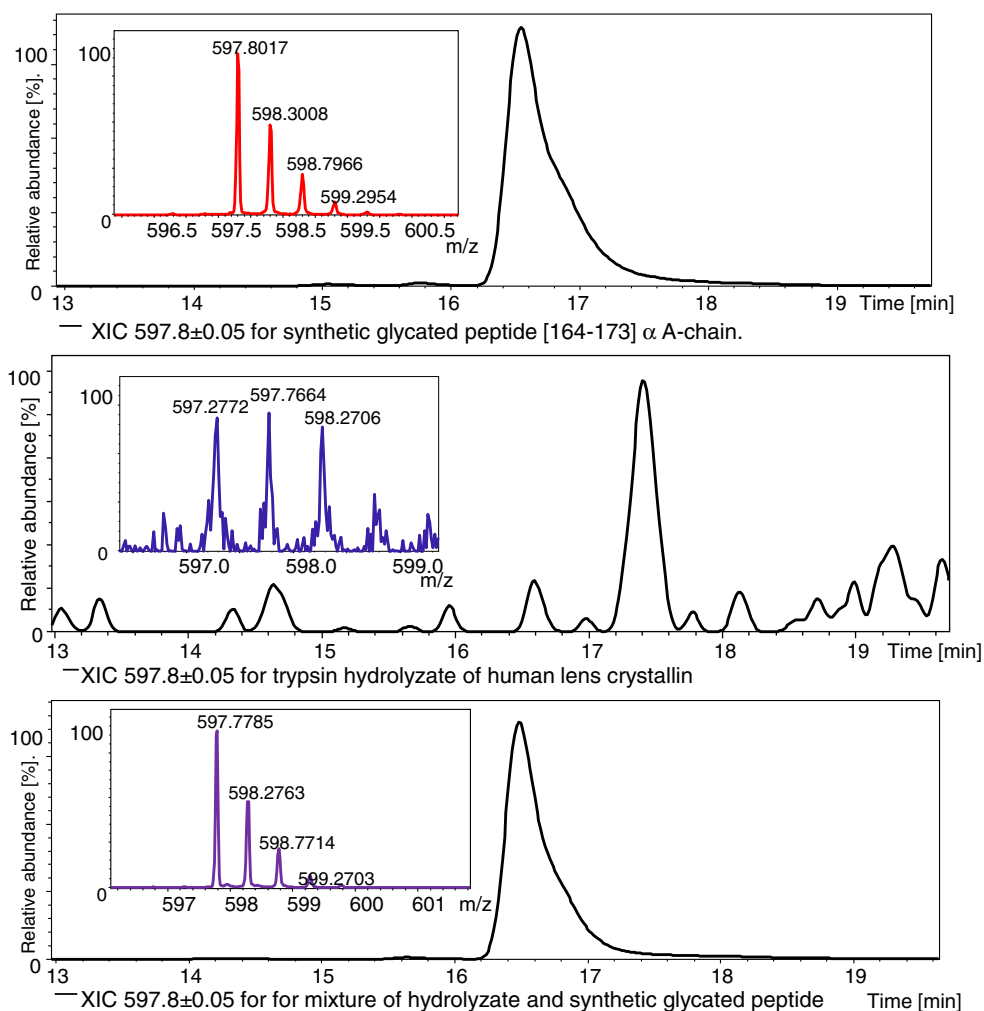 Relative abundance [%].
100
0
100
0
597.8017
598.3008
598.7966
599.2954
596.5 597.5 598.5 599.5 600.5
m/z
13 14 15 16 17 18 19 Time [min]
— XIC 597.8±0.05 for synthetic glycated peptide [164-173] α A-chain.
Relative abundance [%]
100
0
100
0
597.2772
597.7664
598.2706
597.0 598.0 599.0
m/z
13 14 15 16 17 18 19 Time [min]
—XIC 597.8±0.05 for trypsin hydrolyzate of human lens crystallin
Relative abundance [%].
100
0
100
0
597.7785
598.2763
598.7714
599.2703
597 598 599 600 601 m/z
13 14 15 16 17 18 19
—XIC 597.8±0.05 for for mixture of hydrolyzate and synthetic glycated peptide Time [min]